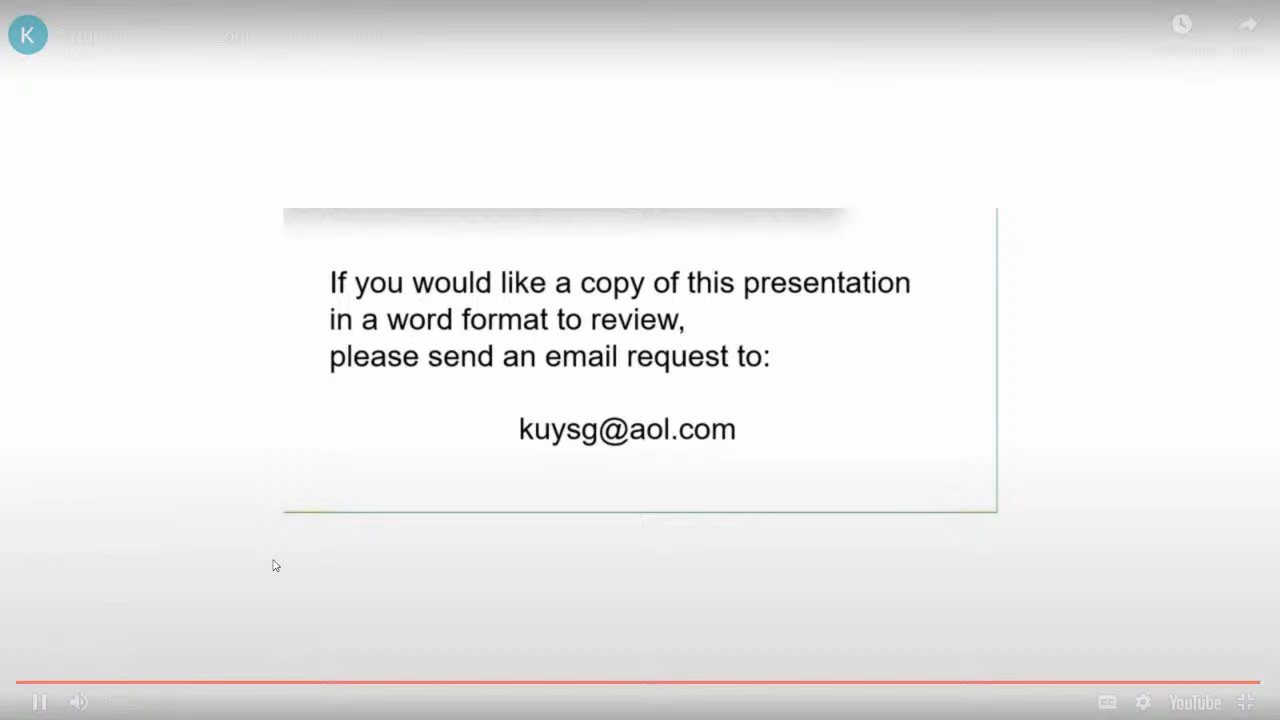 K
If you would like a copy of this presentation
in a word format to review,
please send an email request to:
kuysg@aol.com
YouTube